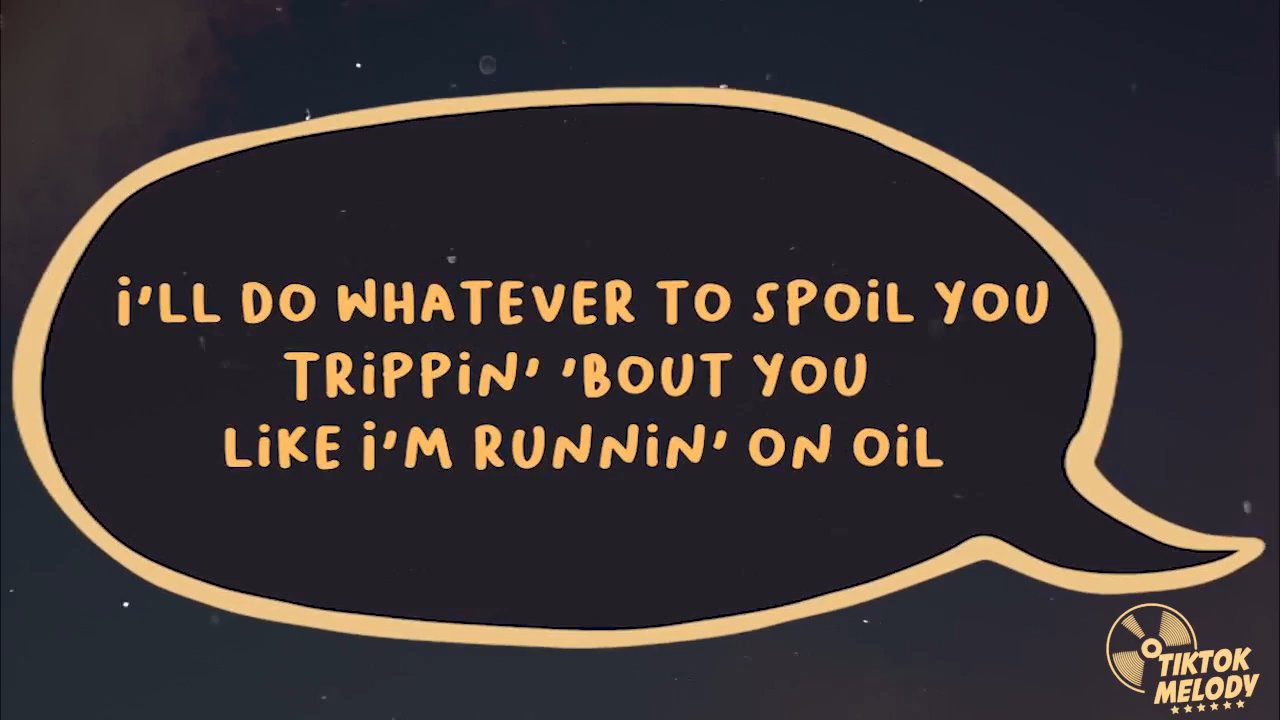 I'LL DO WHATEVER TO SPOIL YOU
TRIPPIN' 'BOUT YOU
LIKE I'M RUNNIN' ON OIL
TIKTOK
MELODY